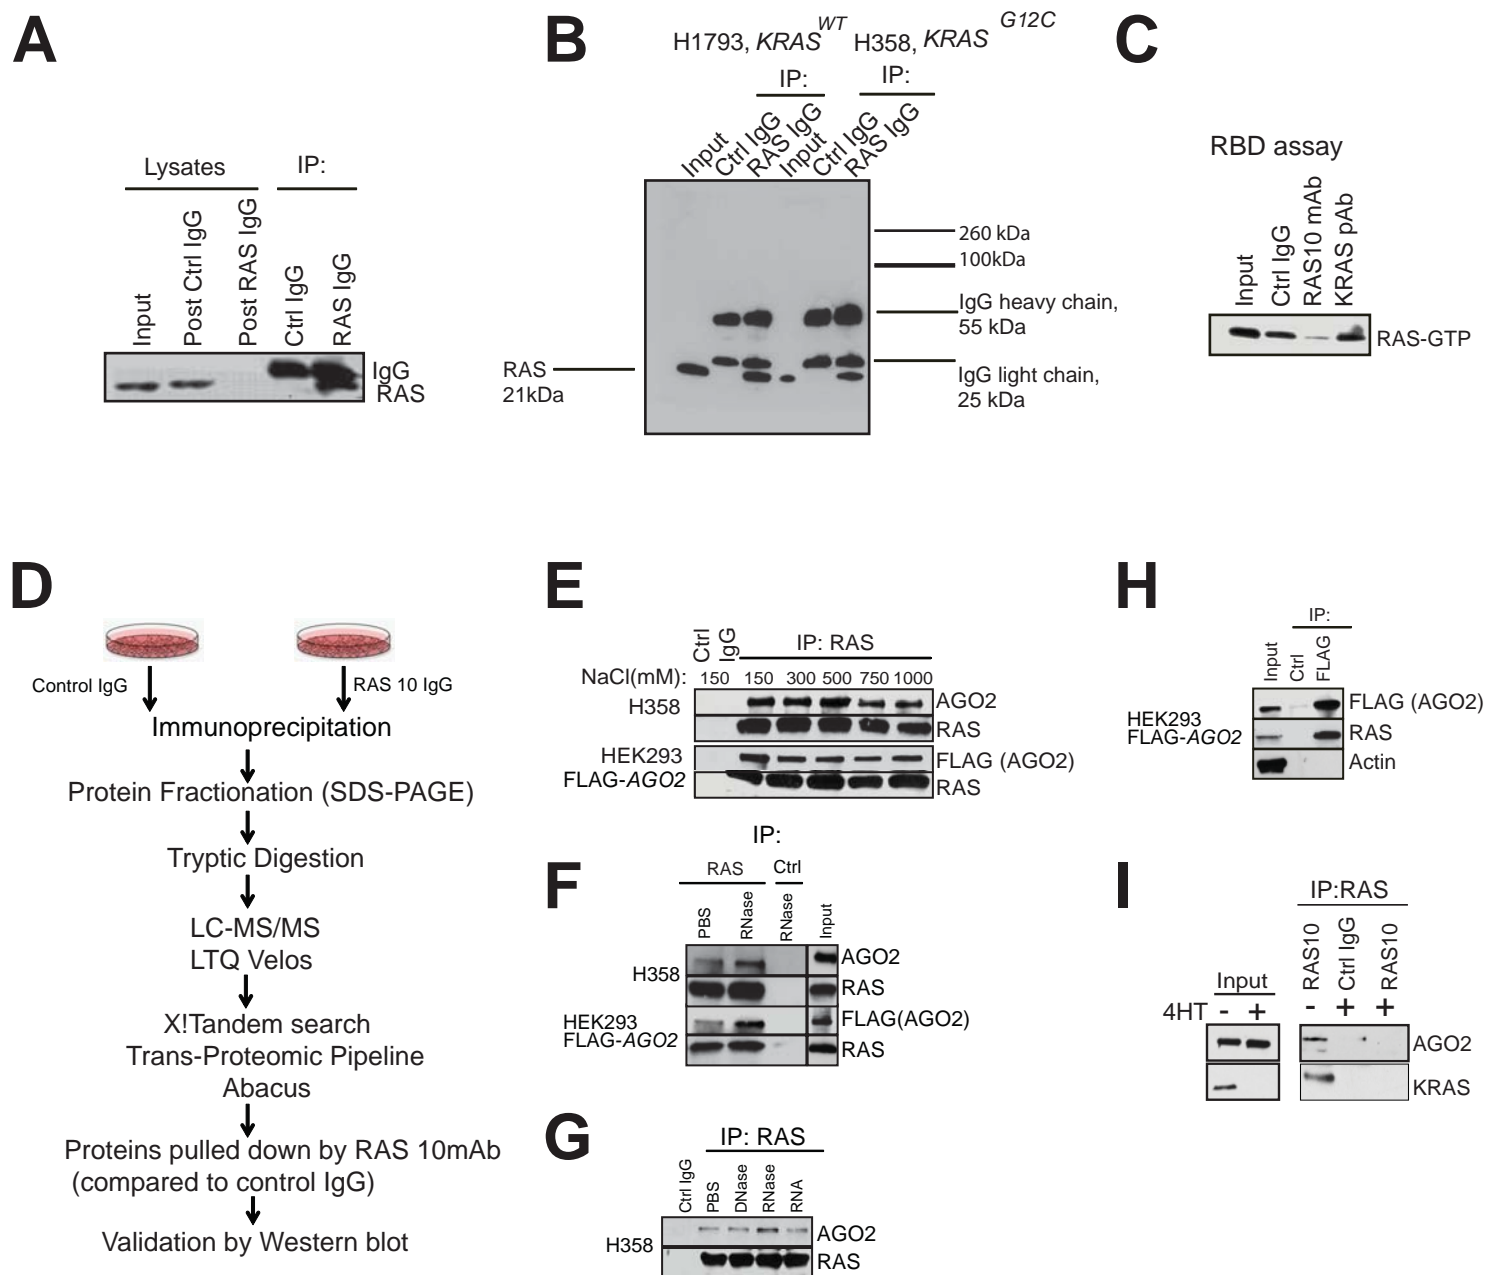 A
Lysates
IP:
Input
Post Ctrl IgG
Post RAS IgG
Ctrl IgG
RAS IgG
IgG
RAS
B
H1793, KRAS WT
H358, KRAS G12C
IP:
IP:
Input
Ctrl IgG
RAS IgG
Input
Ctrl IgG
RAS IgG
260 kDa
100kDa
IgG heavy chain,
55 kDa
RAS
21kDa
IgG light chain,
25 kDa
C
RBD assay
Input
Ctrl IgG
RAS10 mAb
KRAS pAb
RAS-GTP
D
Control IgG
RAS 10 IgG
Immunoprecipitation
Protein Fractionation (SDS-PAGE)
Tryptic Digestion
LC-MS/MS
LTQ Velos
X!Tandem search
Trans-Proteomic Pipeline
Abacus
Proteins pulled down by RAS 10mAb
(compared to control IgG)
Validation by Western blot
E
Ctrl
IgG
IP: RAS
NaCl(mM): 150 150 300 500 750 1000
H358
AGO2
RAS
HEK293
FLAG-AGO2
FLAG (AGO2)
RAS
F
IP:
RAS
Ctrl
PBS
RNase
RNase
Input
H358
AGO2
RAS
HEK293
FLAG-AGO2
FLAG(AGO2)
RAS
G
IP: RAS
Ctrl IgG
PBS
DNase
RNase
RNA
H358
AGO2
RAS
H
IP:
Input
Ctrl
FLAG
HEK293
FLAG-AGO2
FLAG (AGO2)
RAS
Actin
I
IP:RAS
Input
RAS10
Ctrl IgG
RAS10
4HT - + - + +
AGO2
KRAS